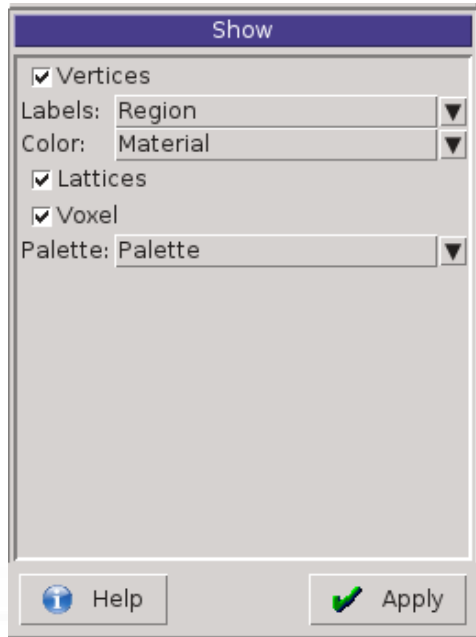 Show
Vertices
Labels: Region
Color: Material
Lattices
Voxel
Palette: Palette
Help Apply